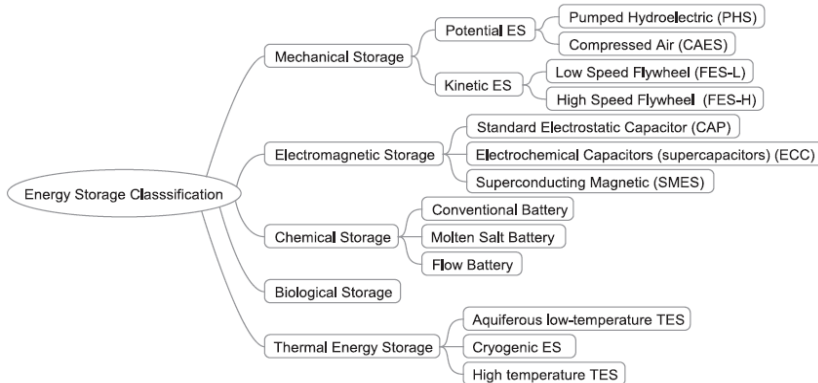 Pumped Hydroelectric (PHS)
Potential ES
Compressed Air (CAES)
Mechanical Storage
Low Speed Flywheel (FES-L)
Kinetic ES
High Speed Flywheel (FES-H)
Standard Electrostatic Capacitor (CAP)
Electromagnetic Storage
Electrochemical Capacitors (supercapacitors) (ECC)
Superconducting Magnetic (SMES)
Energy Storage Classsification
Conventional Battery
Chemical Storage
Molten Salt Battery
Flow Battery
Biological Storage
Aquiferous low-temperature TES
Thermal Energy Storage
Cryogenic ES
High temperature TES